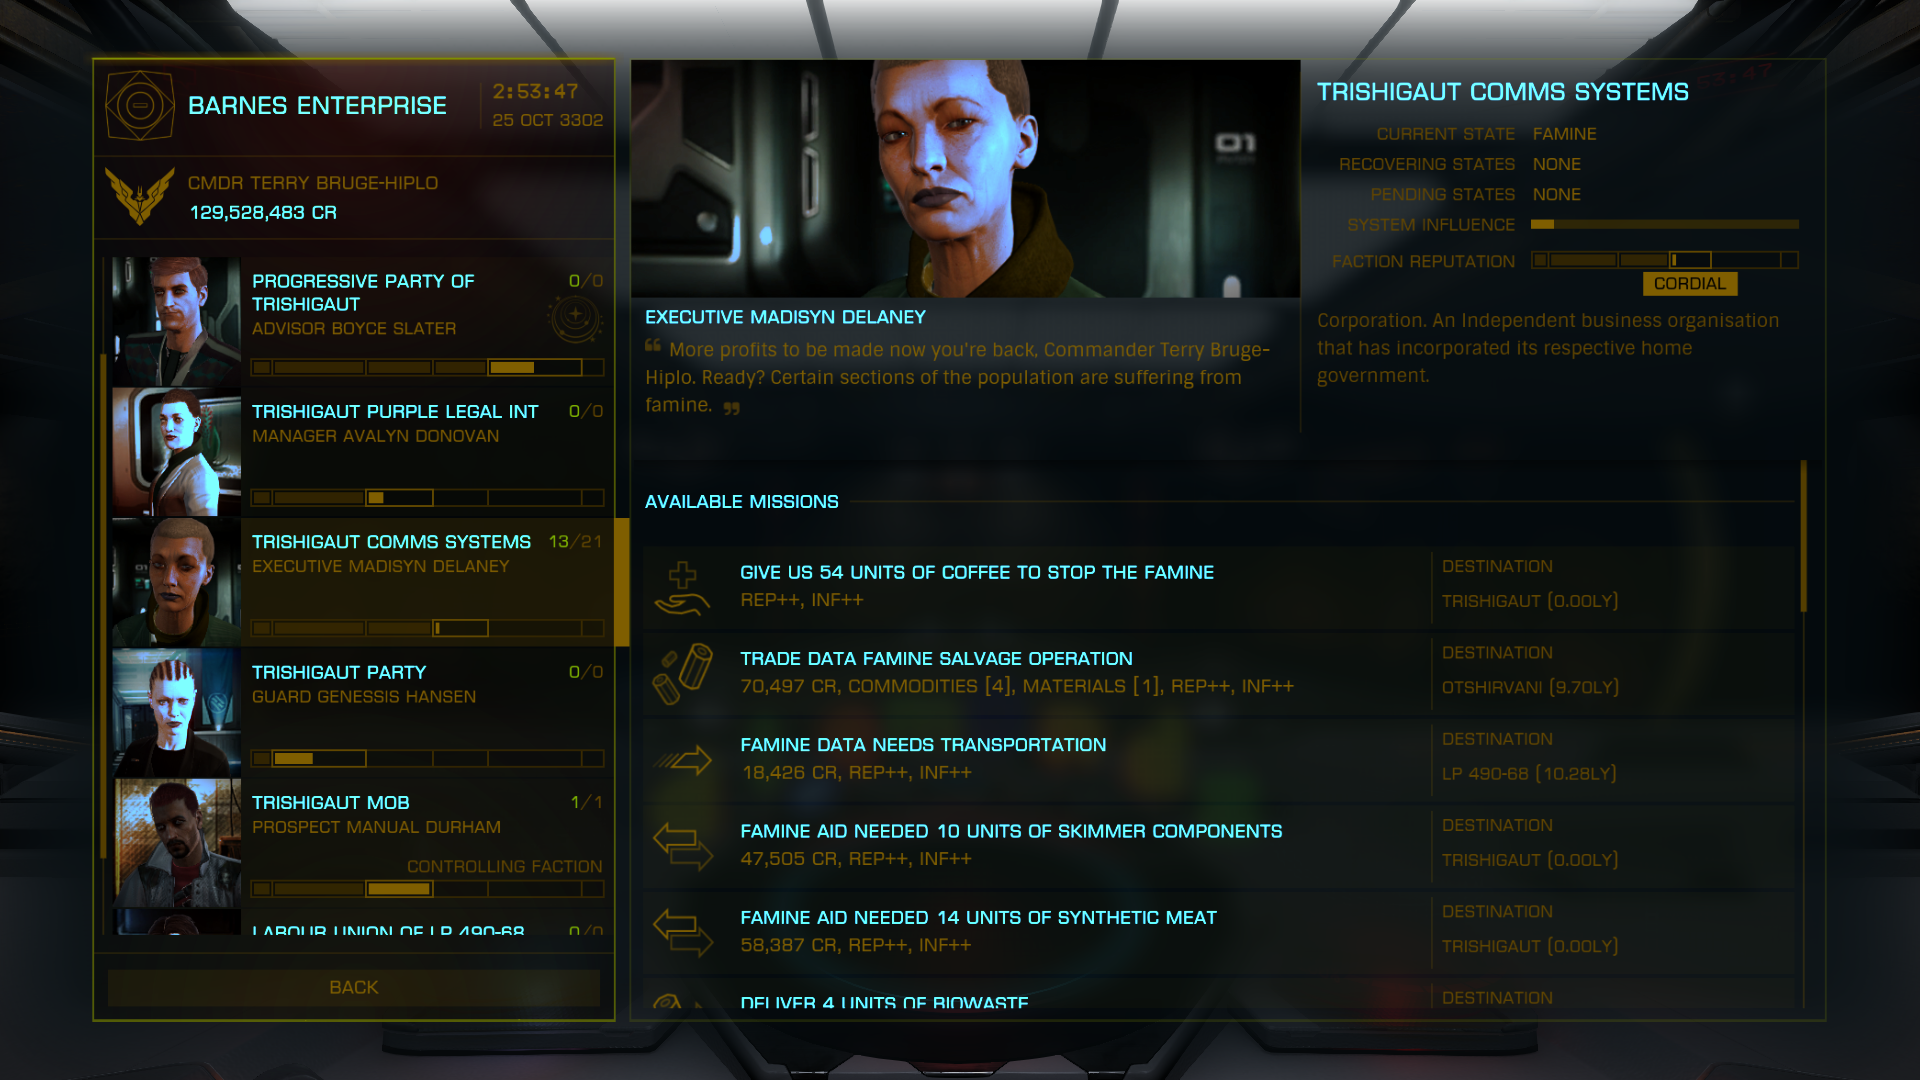 BARNES ENTERPRISE
2:53:47
25 OCT 3302
CMDR TERRY BRUGE-HIPLO
129,528,483 CR
PROGRESSIVE PARTY OF
TRISHIGAUT
0/0
ADVISOR BOYCE SLATER
TRISHIGAUT PURPLE LEGAL INT
0/0
MANAGER AVALYN DONOVAN
TRISHIGAUT COMMS SYSTEMS
13/21
EXECUTIVE MADISYN DELANEY
TRISHIGAUT PARTY
0/0
GUARD GENESSIS HANSEN
TRISHIGAUT MOB
1/1
PROSPECT MANUAL DURHAM
CONTROLLING FACTION
LABOUR UNION OF LP 490-68
0/0
BACK
01
EXECUTIVE MADISYN DELANEY
“ More profits to be made now you're back, Commander Terry Bruge-
Hiplo. Ready? Certain sections of the population are suffering from
famine. ”
TRISHIGAUT COMMS SYSTEMS
CURRENT STATE FAMINE
RECOVERING STATES NONE
PENDING STATES NONE
SYSTEM INFLUENCE
FACTION REPUTATION
CORDIAL
Corporation. An Independent business organisation
that has incorporated its respective home
government.
AVAILABLE MISSIONS
GIVE US 54 UNITS OF COFFEE TO STOP THE FAMINE
REP++, INF++
DESTINATION
TRISHIGAUT (0.00LY)
TRADE DATA FAMINE SALVAGE OPERATION
70,497 CR, COMMODITIES [4], MATERIALS [1], REP++, INF++
DESTINATION
OTSHIRVANI (9.70LY)
FAMINE DATA NEEDS TRANSPORTATION
18,426 CR, REP++, INF++
DESTINATION
LP 490-68 (10.28LY)
FAMINE AID NEEDED 10 UNITS OF SKIMMER COMPONENTS
47,505 CR, REP++, INF++
DESTINATION
TRISHIGAUT (0.00LY)
FAMINE AID NEEDED 14 UNITS OF SYNTHETIC MEAT
58,387 CR, REP++, INF++
DESTINATION
TRISHIGAUT (0.00LY)
DELIVER 4 UNITS OF BIOWASTE
DESTINATION